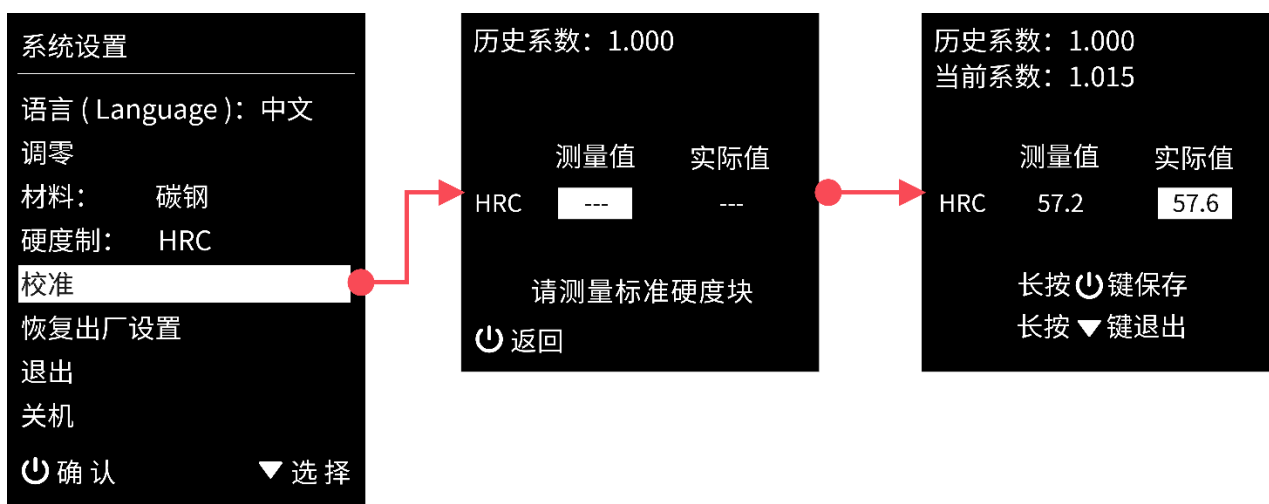 系统设置
语言 ( Language )：中文
调零
材料： 碳钢
硬度制： HRC
校准
恢复出厂设置
退出
关机
确 认 ▼ 选 择
历史系数：1.000
测量值 实际值
HRC --- ---
请测量标准硬度块
返回
历史系数：1.000
当前系数：1.015
测量值 实际值
HRC 57.2 57.6
长按 ⏻ 键保存
长按 ▼ 键退出